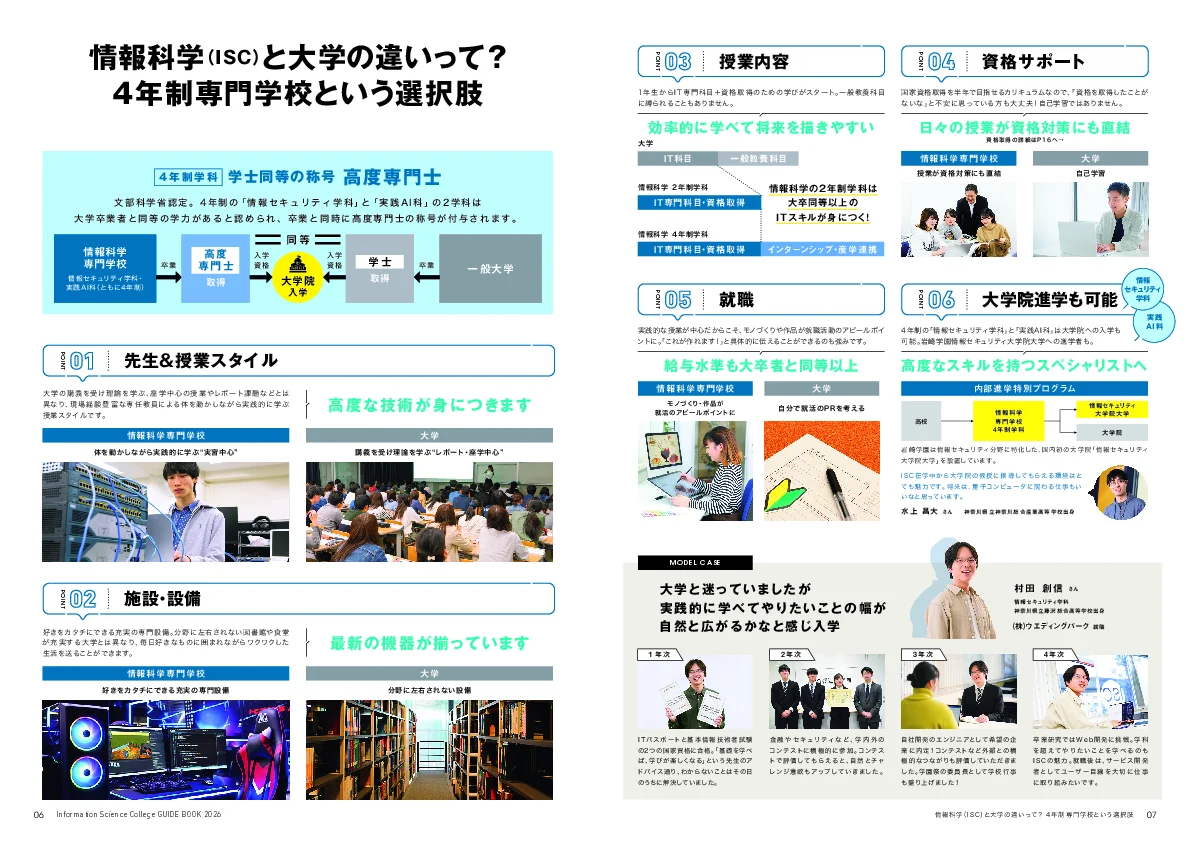 情報科学(ISC)と大学の違いって?
4年制専門学校という選択肢
4年制学科 学士同等の称号 高度専門士
文部科学省認定。4年制の「情報セキュリティ学科」と「実践AI科」の2学科は
大学卒業者と同等の学力があると認められ、卒業と同時に高度専門士の称号が付与されます。
情報科学
専門学校
情報セキュリティ学科・
実践AI科(ともに4年制)
卒業
高度
専門士
取得
入学
資格
同等
大学院
入学
入学
資格
学士
取得
卒業
一般大学
POINT 01 先生&授業スタイル
大学の講義を受け理論を学ぶ、座学中心の授業やレポート課題などとは
異なり、現場経験豊富な専任教員による体を動かしながら実践的に学ぶ
授業スタイルです。
高度な技術が身につきます
情報科学専門学校
体を動かしながら実践的に学ぶ“実習中心”
大学
講義を受け理論を学ぶ“レポート・座学中心”
POINT 02 施設・設備
好きをカタチにできる充実の専門設備。分野に左右されない図書館や食堂
が充実する大学とは異なり、毎日好きなものに囲まれながらワクワクした
生活を送ることができます。
最新の機器が揃っています
情報科学専門学校
好きをカタチにできる充実の専門設備
大学
分野に左右されない設備
06 Information Science College GUIDE BOOK 2026
POINT 03 授業内容
1年生からIT専門科目+資格取得のための学びがスタート。一般教養科目
に縛られることもありません。
効率的に学べて将来を描きやすい
大学
IT科目 一般教養科目
情報科学 2年制学科
IT専門科目・資格取得
情報科学の2年制学科は
大卒同等以上の
ITスキルが身につく!
情報科学 4年制学科
IT専門科目・資格取得 インターンシップ・産学連携
POINT 04 資格サポート
国家資格取得を半年で目指せるカリキュラムなので、「資格を取得したことが
ないな」と不安に思っている方も大丈夫!自己学習ではありません。
日々の授業が資格対策にも直結
資格取得の詳細はP16へ→
情報科学専門学校
授業が資格対策にも直結
大学
自己学習
POINT 05 就職
実践的な授業が中心だからこそ、モノづくりや作品が就職活動のアピールポイ
ントに。「これが作れます!」と具体的に伝えることができるのも強みです。
給与水準も大卒者と同等以上
情報科学専門学校
モノづくり・作品が
就活のアピールポイントに
大学
自分で就活のPRを考える
POINT 06 大学院進学も可能
情報
セキュリティ
学科
実践
AI科
4年制の「情報セキュリティ学科」と「実践AI科」は大学院への入学も
可能。岩崎学園情報セキュリティ大学院大学への進学者も。
高度なスキルを持つスペシャリストへ
内部進学特別プログラム
高校
情報科学
専門学校
4年制学科
情報セキュリティ
大学院大学
大学院
岩崎学園は情報セキュリティ分野に特化した、国内初の大学院「情報セキュリティ
大学院大学」を設置しています。
ISC在学中から大学院の教授に指導してもらえる環境はと
ても魅力です。将来は、量子コンピュータに関わる仕事もい
いなと思っています。
水上 昌大 さん 神奈川県立神奈川総合産業高等学校出身
MODEL CASE
大学と迷っていましたが
実践的に学べてやりたいことの幅が
自然と広がるかなと感じ入学
村田 創信 さん
情報セキュリティ学科
神奈川県立藤沢総合高等学校出身
(株)ウエディングパーク 就職
1年次
ITパスポートと基本情報技術者試験
の2つの国家資格に合格。「基礎を学べ
ば、学びが楽しくなる」という先生のア
ドバイス通り、わからないことはその日
のうちに解決していました。
2年次
金融やセキュリティなど、学内外の
コンテストに積極的に参加。コンテス
トで評価してもらえると、自然とチャ
レンジ意欲もアップしていきました。
3年次
自社開発のエンジニアとして希望の企
業に内定!コンテストなど外部との積
極的なつながりも評価していただきま
した。学園祭の委員長として学校行事
も盛り上げました!
4年次
卒業研究ではWeb開発に挑戦。学科
を超えてやりたいことを学べるのも
ISCの魅力。就職後は、サービス開発
者としてユーザー目線を大切に仕事
に取り組みたいです。
情報科学(ISC)と大学の違いって? 4年制専門学校という選択肢 07